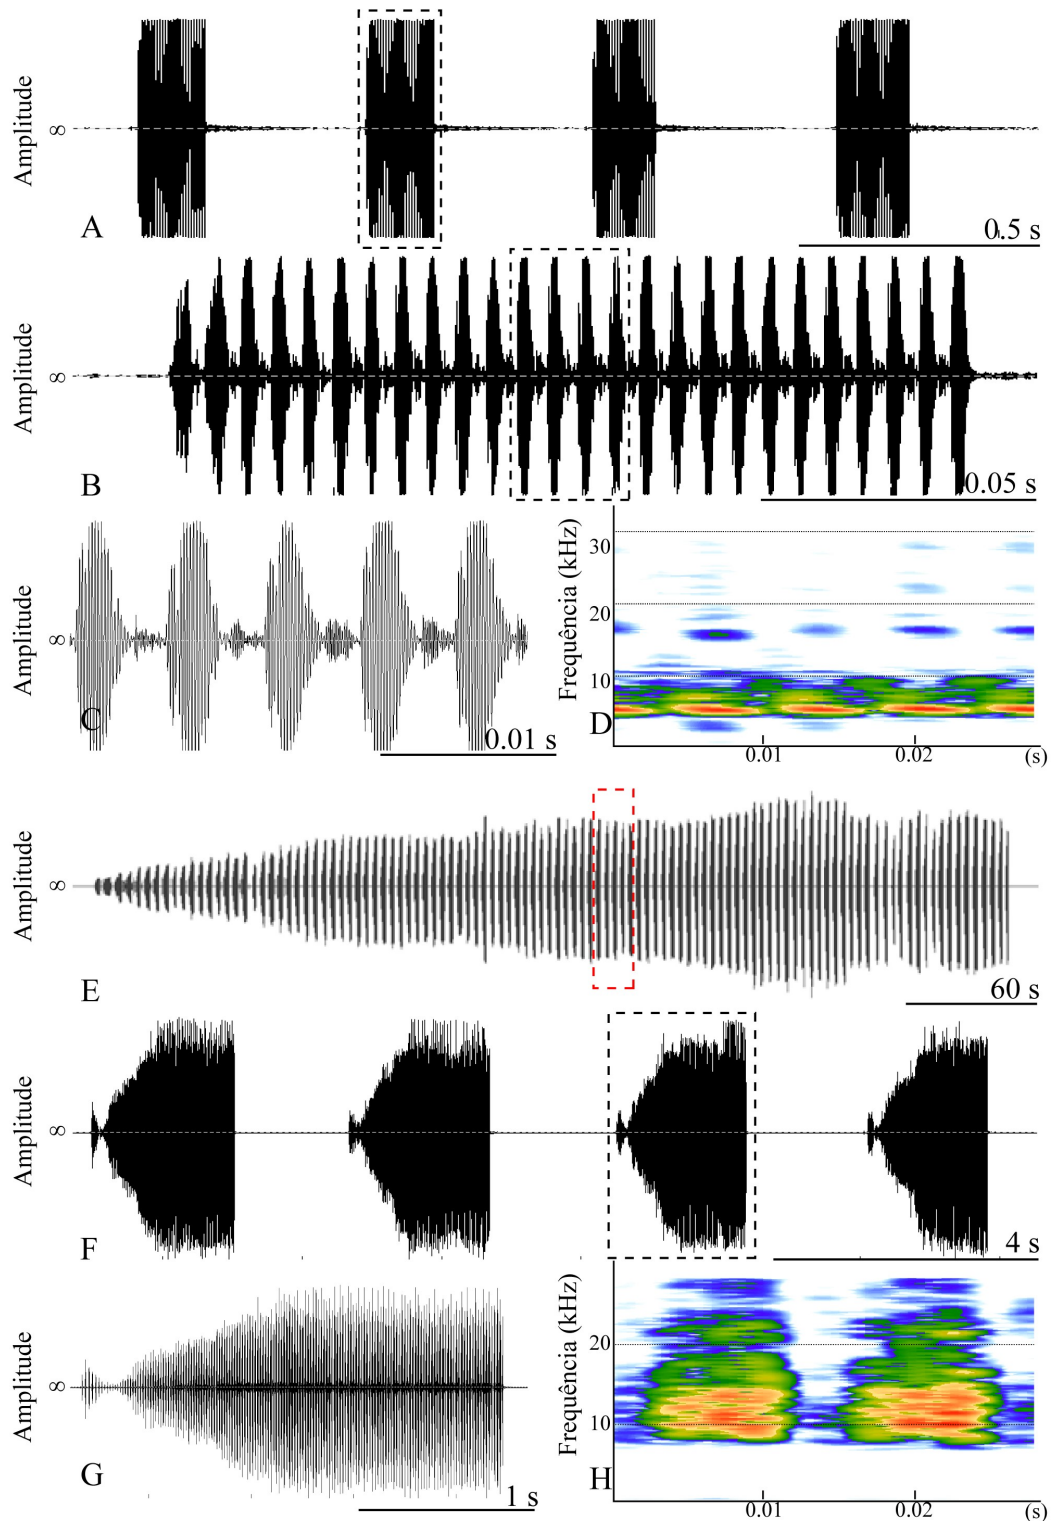 Amplitude
∞
A
0.5 s
Amplitude
∞
B
0.05 s
Amplitude
∞
C
0.01 s
Frequência (kHz)
30
20
10
D
0.01
0.02
(s)
Amplitude
∞
E
60 s
Amplitude
∞
F
4 s
Amplitude
∞
G
1 s
Frequência (kHz)
20
10
H
0.01
0.02
(s)